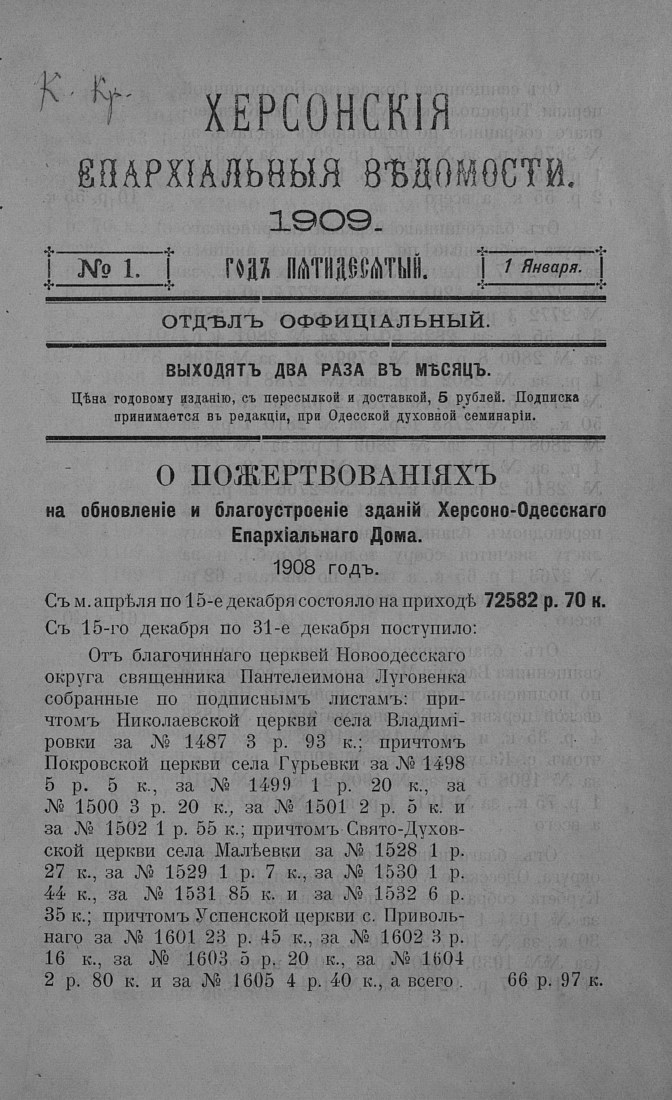 К. Кр.
ХЕРСОНСКІЯ
ЕПАРХІАЛЬНЫЯ ВѢДОМОСТИ.
1909.
№ 1.
ГОДЪ ПЯТИДЕСЯТЫЙ.
1 Января.
ОТДѢЛЪ ОФФИЦІАЛЬНЫЙ.
ВЫХОДЯТЪ ДВА РАЗА ВЪ МѢСЯЦЪ.
Цѣна годовому изданію, съ пересылкой и доставкой, 5 рублей. Подписка
принимается въ редакціи, при Одесской духовной семинаріи.
О ПОЖЕРТВОВАНІЯХЪ
на обновленіе и благоустроеніе зданій Херсоно-Одесскаго
Епархіальнаго Дома.
1908 годъ.
Съ м. апрѣля по 15-е декабря состояло на приходѣ 72582 р. 70 к.
Съ 15-го декабря по 31-е декабря поступило:
Отъ благочиннаго церквей Новоодесскаго
округа священника Пантелеимона Луговенка
собранные по подписнымъ листамъ: при-
чтомъ Николаевской церкви села Владимі-
ровки за № 1487 3 р. 93 к.; причтомъ
Покровской церкви села Гурьевки за № 1498
5 р. 5 к., за № 1499 1 р. 20 к., за
№ 1500 3 р. 20 к., за № 1501 2 р. 5 к. и
за № 1502 1 р. 55 к.; причтомъ Свято-Духов-
ской церкви села Малѣевки за № 1528 1 р.
27 к., за № 1529 1 р. 7 к., за № 1530 1 р.
44 к., за № 1531 85 к. и за № 1532 6 р.
35 к.; причтомъ Успенской церкви с. Приволь-
наго за № 1601 23 р. 45 к., за № 1602 3 р.
16 к., за № 1603 5 р. 20 к., за № 1604
2 р. 80 к. и за № 1605 4 р. 40 к., а всего . 66 р. 97 к.